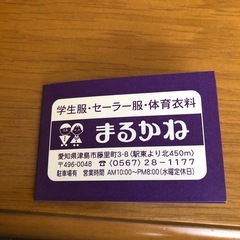 学生服・セーラー服・体育衣料
まるかね
愛知県津島市藤里町3-8〈駅東より北450m〉
〒496-0048 ☎(0567)28-1177
駐車場有 営業時間 AM10:00〜PM8:00(水曜定休日)